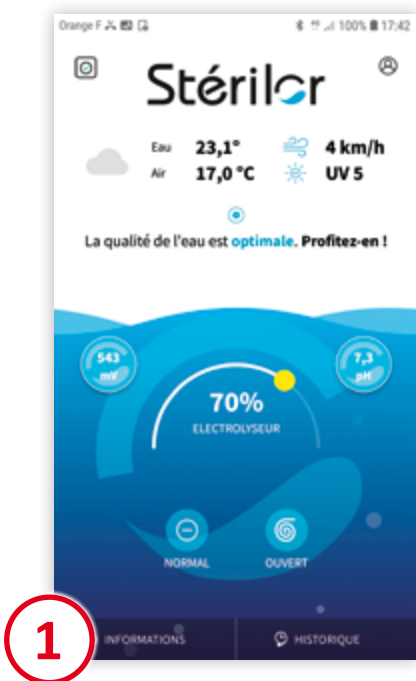 Orange F 100% 17:42
Stérilor
Eau 23,1° 4 km/h
Air 17,0 °C UV 5
La qualité de l'eau est optimale. Profitez-en !
543 mV
7,3 pH
70%
ELECTROLYSEUR
NORMAL OUVERT
1 INFORMATIONS HISTORIQUE